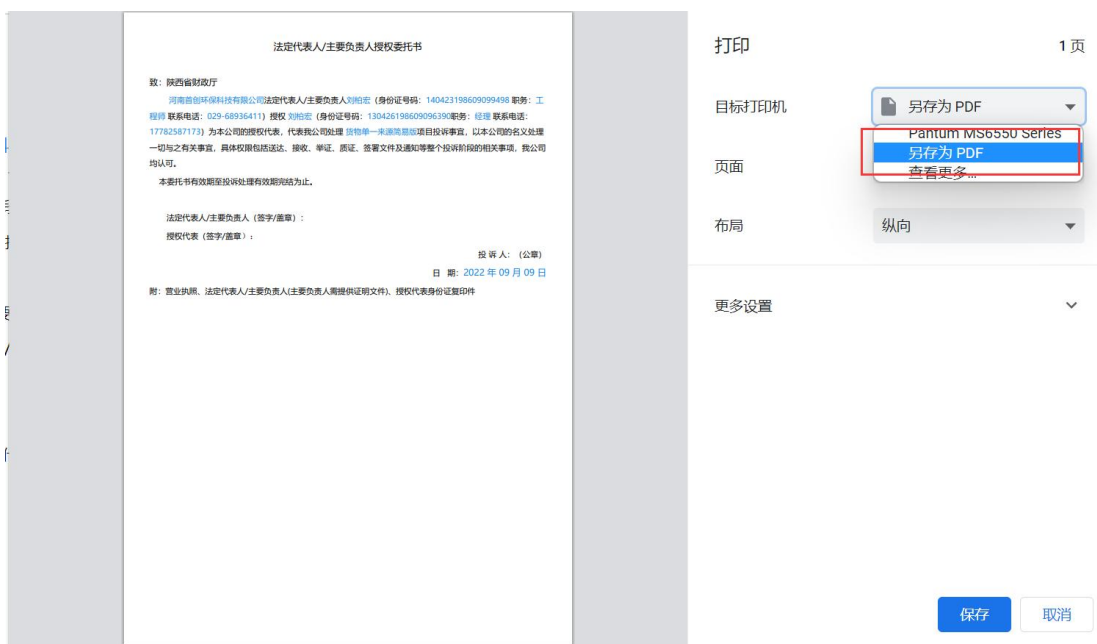 法定代表人/主要负责人授权委托书
致：陕西省财政厅
河南首创环保科技有限公司法定代表人/主要负责人刘柏宏（身份证号码：140423198609099498 职务：工
程师 联系电话：029-68936411）授权 刘柏宏（身份证号码：130426198609096390职务：经理 联系电话：
17782587173）为本公司的授权代表，代表我公司处理 货物单一来源简易版项目投诉事宜，以本公司的名义处理
一切与之有关事宜，具体权限包括送达、接收、举证、质证、签署文件及通知等整个投诉阶段的相关事项，我公司
均认可。
本委托书有效期至投诉处理有效期完结为止。
法定代表人/主要负责人（签字/盖章）：
授权代表（签字/盖章）：
投 诉 人：（公章）
日 期：2022 年 09 月 09 日
附：营业执照、法定代表人/主要负责人(主要负责人需提供证明文件)、授权代表身份证复印件
打印
1 页
目标打印机
另存为 PDF
Pantum MS6550 Series
另存为 PDF
查看更多...
页面
布局
纵向
更多设置
保存
取消